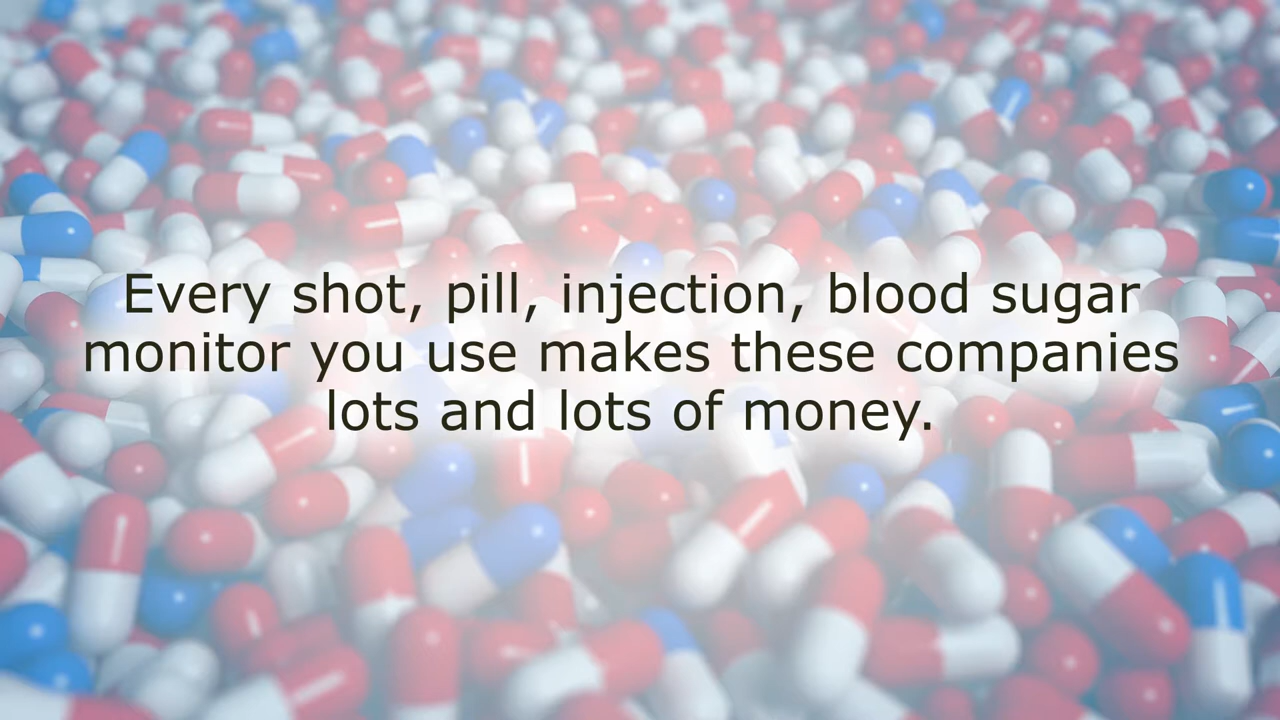 Every shot, pill, injection, blood sugar
monitor you use makes these companies
lots and lots of money.